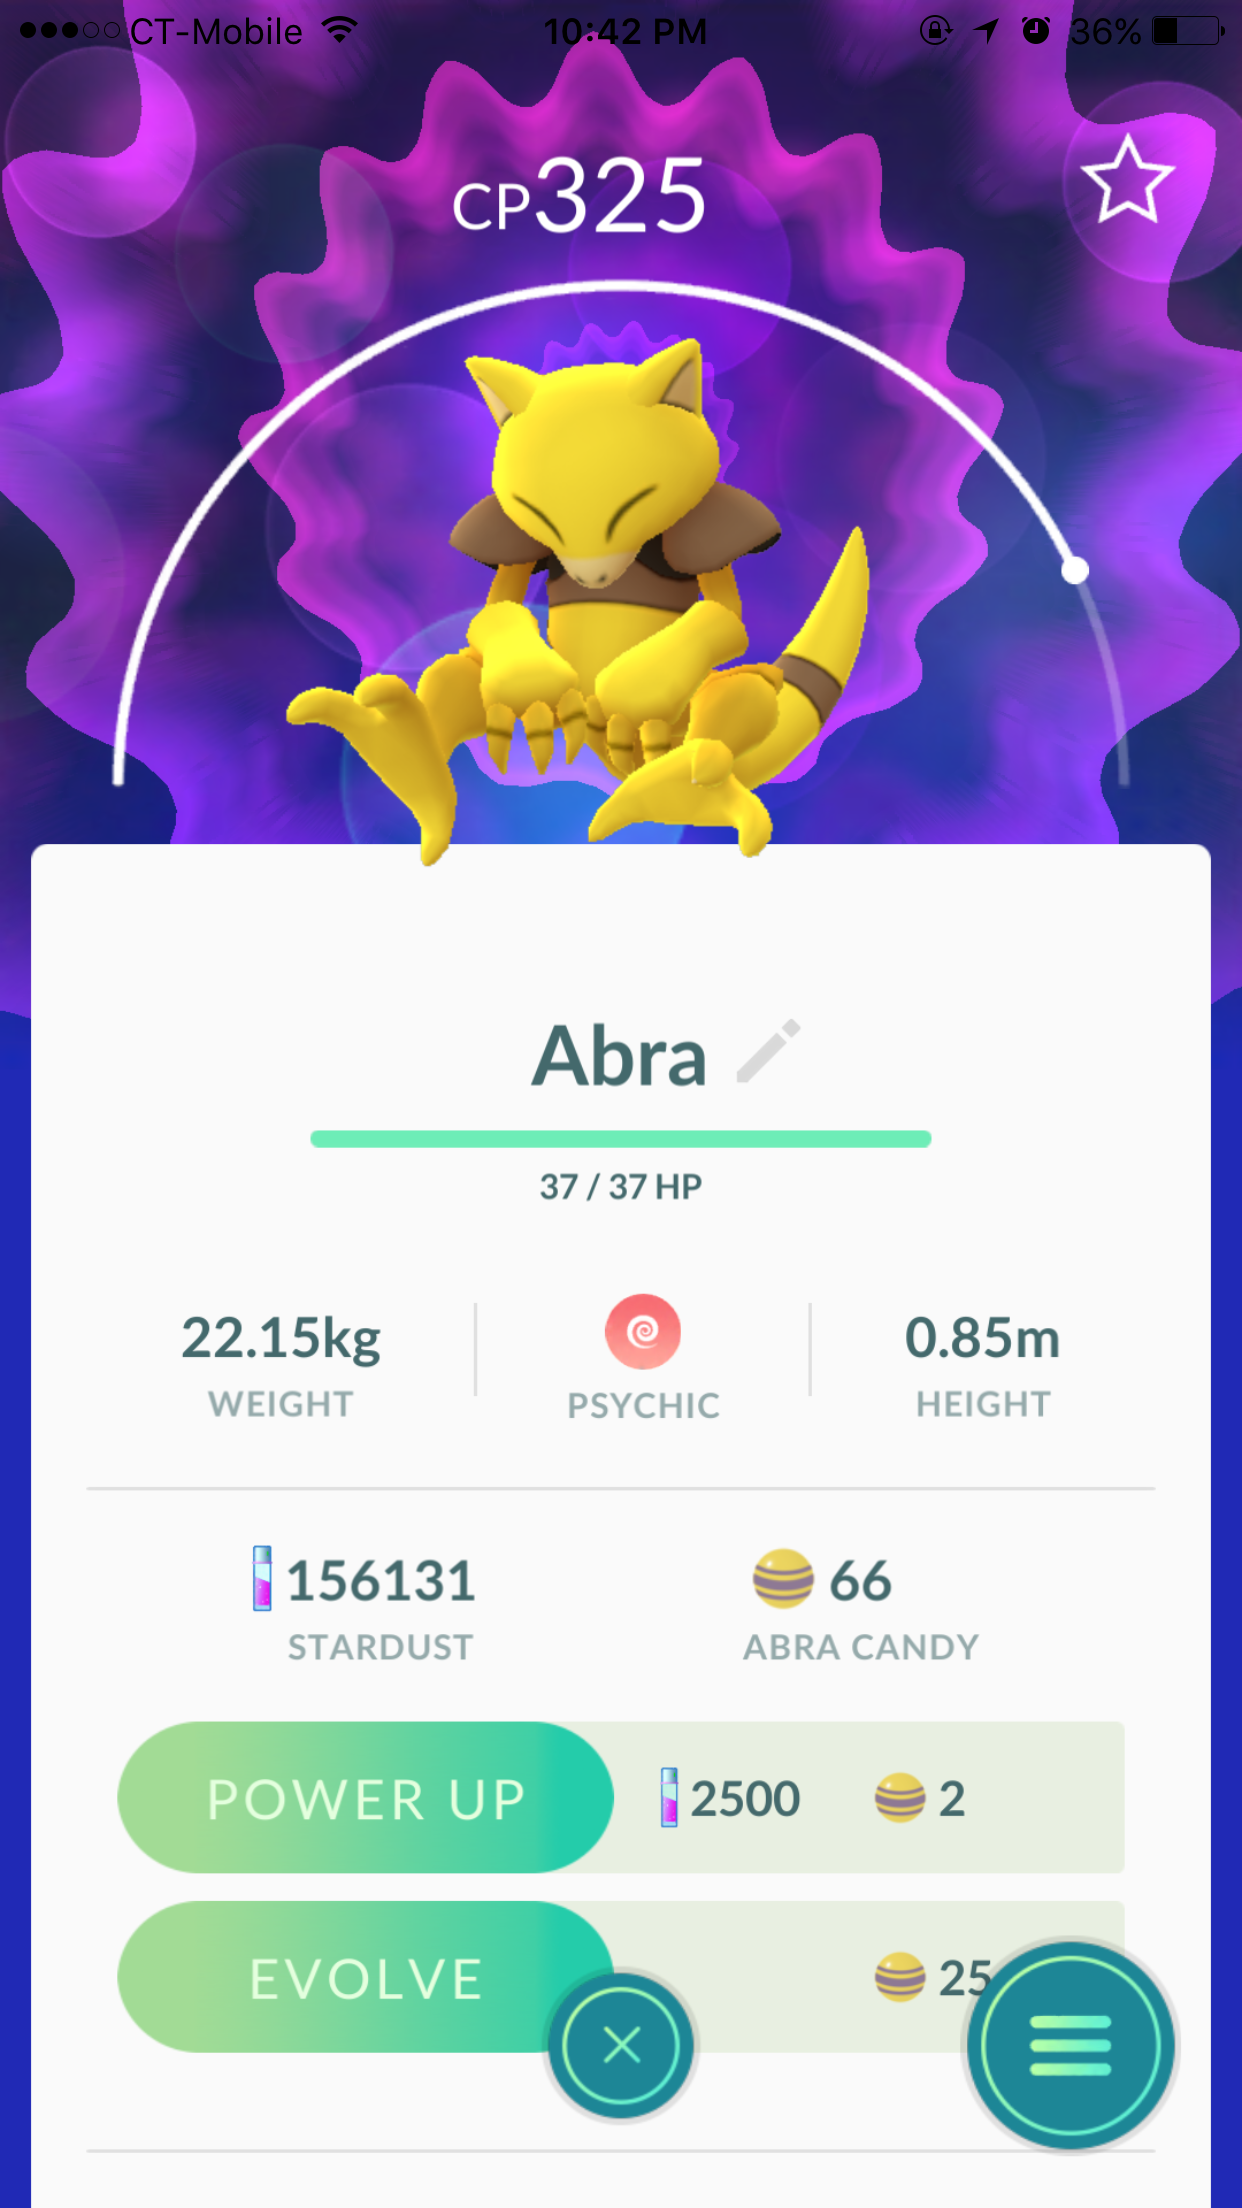 CT-Mobile 10:42 PM 36%
CP325
Abra
37 / 37 HP
22.15kg
WEIGHT
PSYCHIC
0.85m
HEIGHT
156131
STARDUST
66
ABRA CANDY
POWER UP 2500 2
EVOLVE 25